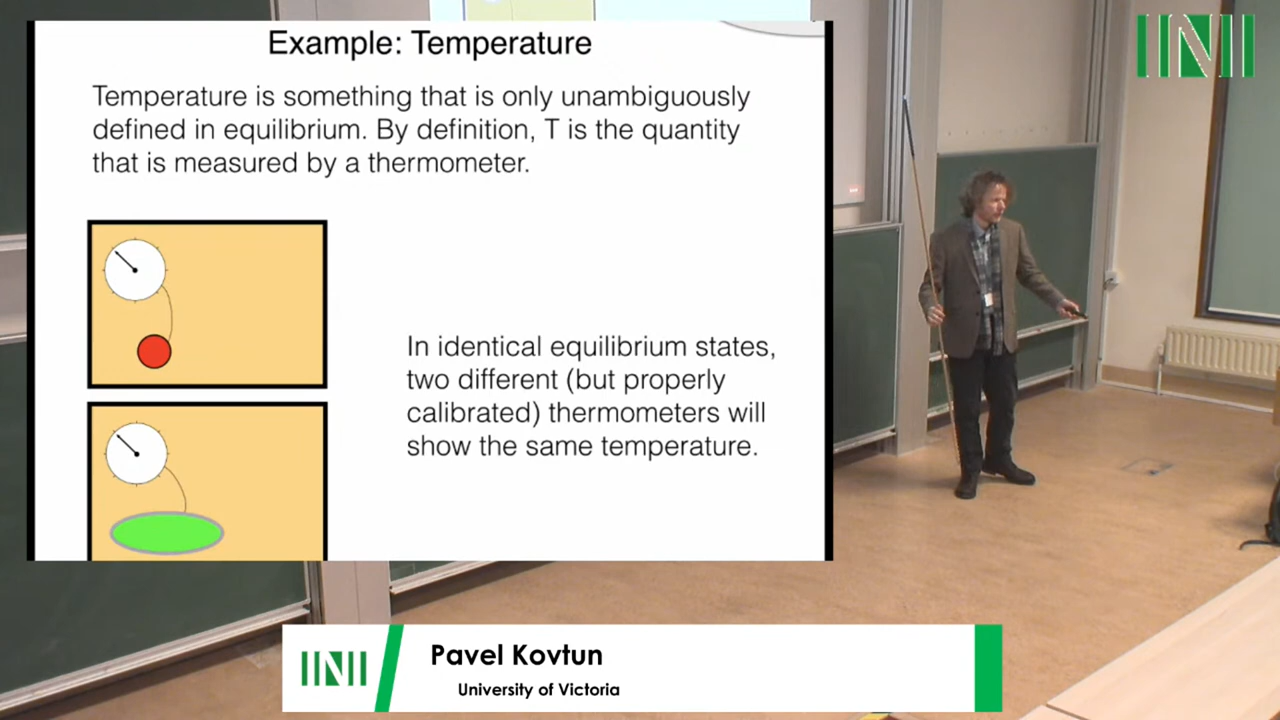 Example: Temperature
Temperature is something that is only unambiguously
defined in equilibrium. By definition, T is the quantity
that is measured by a thermometer.
In identical equilibrium states,
two different (but properly
calibrated) thermometers will
show the same temperature.
INI
INI
Pavel Kovtun
University of Victoria